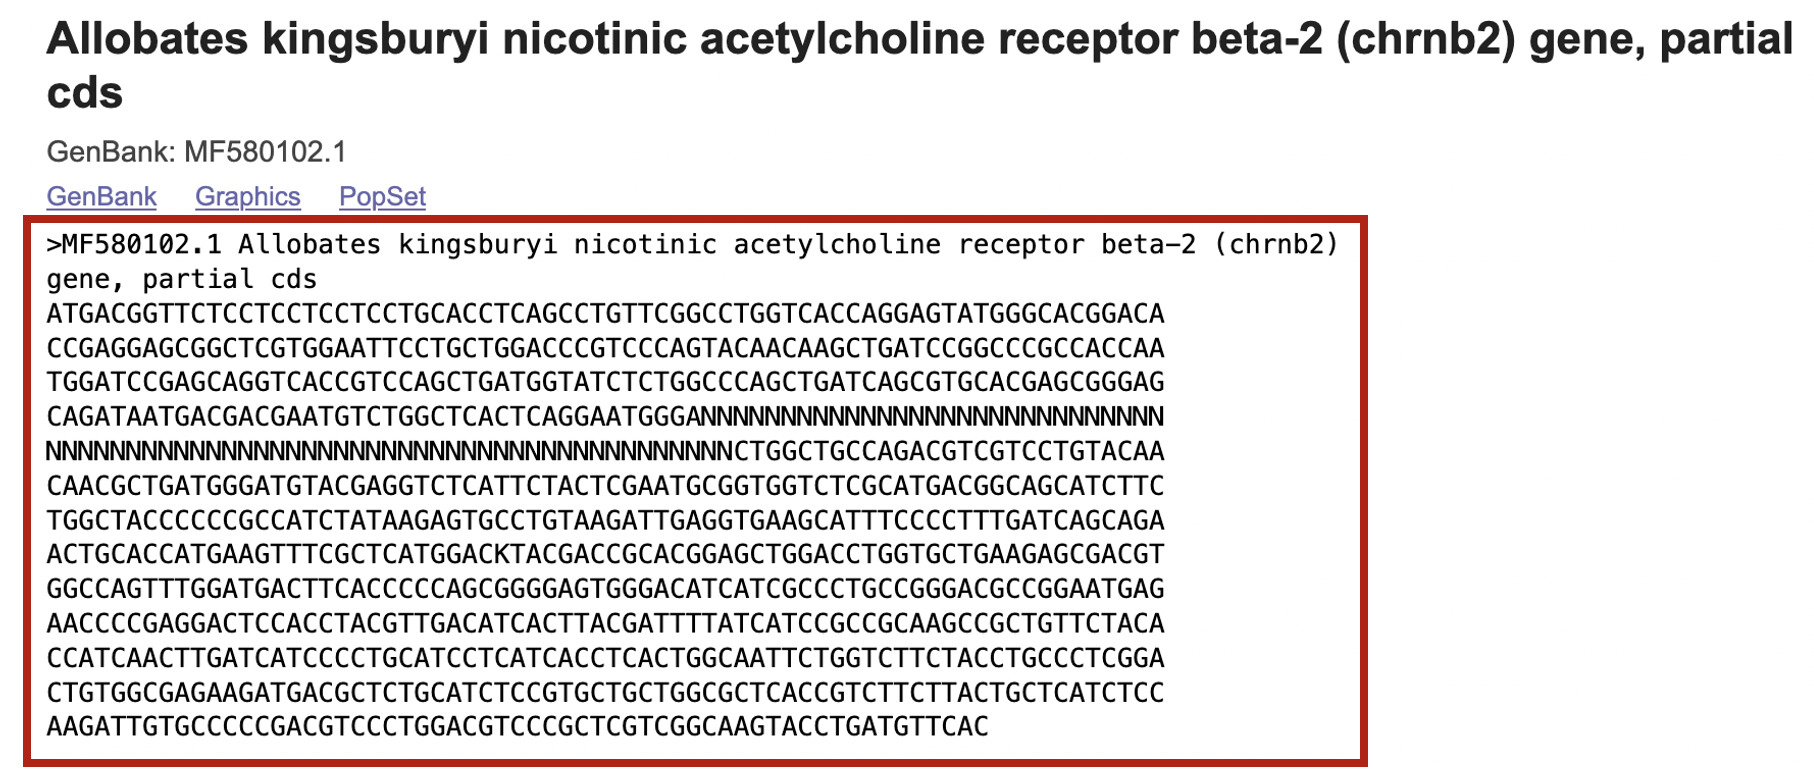 Allobates kingsburyi nicotinic acetylcholine receptor beta-2 (chrnb2) gene, partial
cds
GenBank: MF580102.1
GenBank Graphics PopSet
>MF580102.1 Allobates kingsburyi nicotinic acetylcholine receptor beta-2 (chrnb2)
gene, partial cds
ATGACGGTTCTCCTCCTCCTCCTGCACCTCAGCCTGTTCGGCCTGGTCACCAGGAGTATGGGCACGGACA
CCGAGGAGCGGCTCGTGGAATTCCTGCTGGACCCGTCCCAGTACAACAAGCTGATCCGGCCCGCCACCAA
TGGATCCGAGCAGGTCACCGTCCAGCTGATGGTATCTCTGGCCCAGCTGATCAGCGTGCACGAGCGGGAG
CAGATAATGACGACGAATGTCTGGCTCACTCAGGAATGGGANNNNNNNNNNNNNNNNNNNNNNNNNNNNN
NNNNNNNNNNNNNNNNNNNNNNNNNNNNNNNNNNNNNNNNNNNCTGGCTGCCAGACGTCGTCCTGTACAA
CAACGCTGATGGGATGTACGAGGTCTCATTCTACTCGAATGCGGTGGTCTCGCATGACGGCAGCATCTTC
TGGCTACCCCCCGCCATCTATAAGAGTGCCTGTAAGATTGAGGTGAAGCATTTCCCCTTTGATCAGCAGA
ACTGCACCATGAAGTTTCGCTCATGGACKTACGACCGCACGGAGCTGGACCTGGTGCTGAAGAGCGACGT
GGCCAGTTTGGATGACTTCACCCCCAGCGGGGAGTGGGACATCATCGCCCTGCCGGGACGCCGGAATGAG
AACCCCGAGGACTCCACCTACGTTGACATCACTTACGATTTTATCATCCGCCGCAAGCCGCTGTTCTACA
CCATCAACTTGATCATCCCCTGCATCCTCATCACCTCACTGGCAATTCTGGTCTTCTACCTGCCCTCGGA
CTGTGGCGAGAAGATGACGCTCTGCATCTCCGTGCTGCTGGCGCTCACCGTCTTCTTACTGCTCATCTCC
AAGATTGTGCCCCCGACGTCCCTGGACGTCCCGCTCGTCGGCAAGTACCTGATGTTCAC